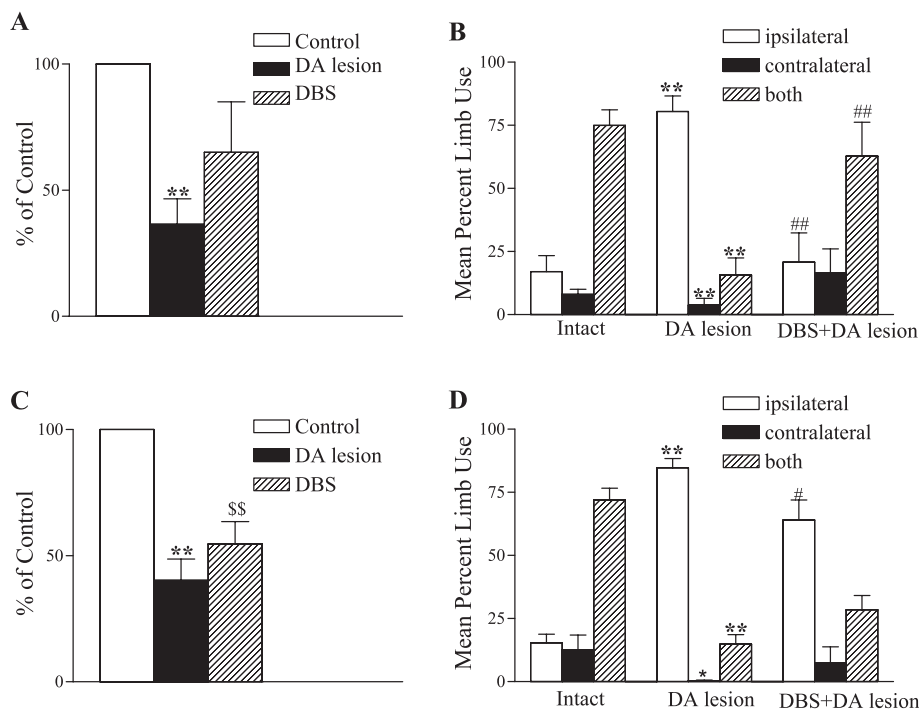 A
Control
DA lesion
DBS
% of Control
100
50
0
**
B
ipsilateral
contralateral
both
Mean Percent Limb Use
100
75
50
25
0
**
**
**
##
##
Intact
DA lesion
DBS+DA lesion
C
Control
DA lesion
DBS
% of Control
100
50
0
**
$$
D
ipsilateral
contralateral
both
Mean Percent Limb Use
100
75
50
25
0
**
*
**
#
Intact
DA lesion
DBS+DA lesion